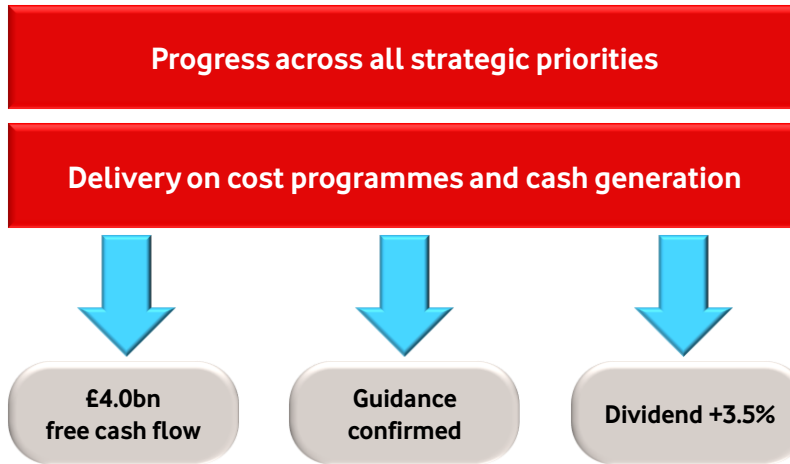 Progress across all strategic priorities
Delivery on cost programmes and cash generation
£4.0bn
free cash flow
Guidance
confirmed
Dividend +3.5%